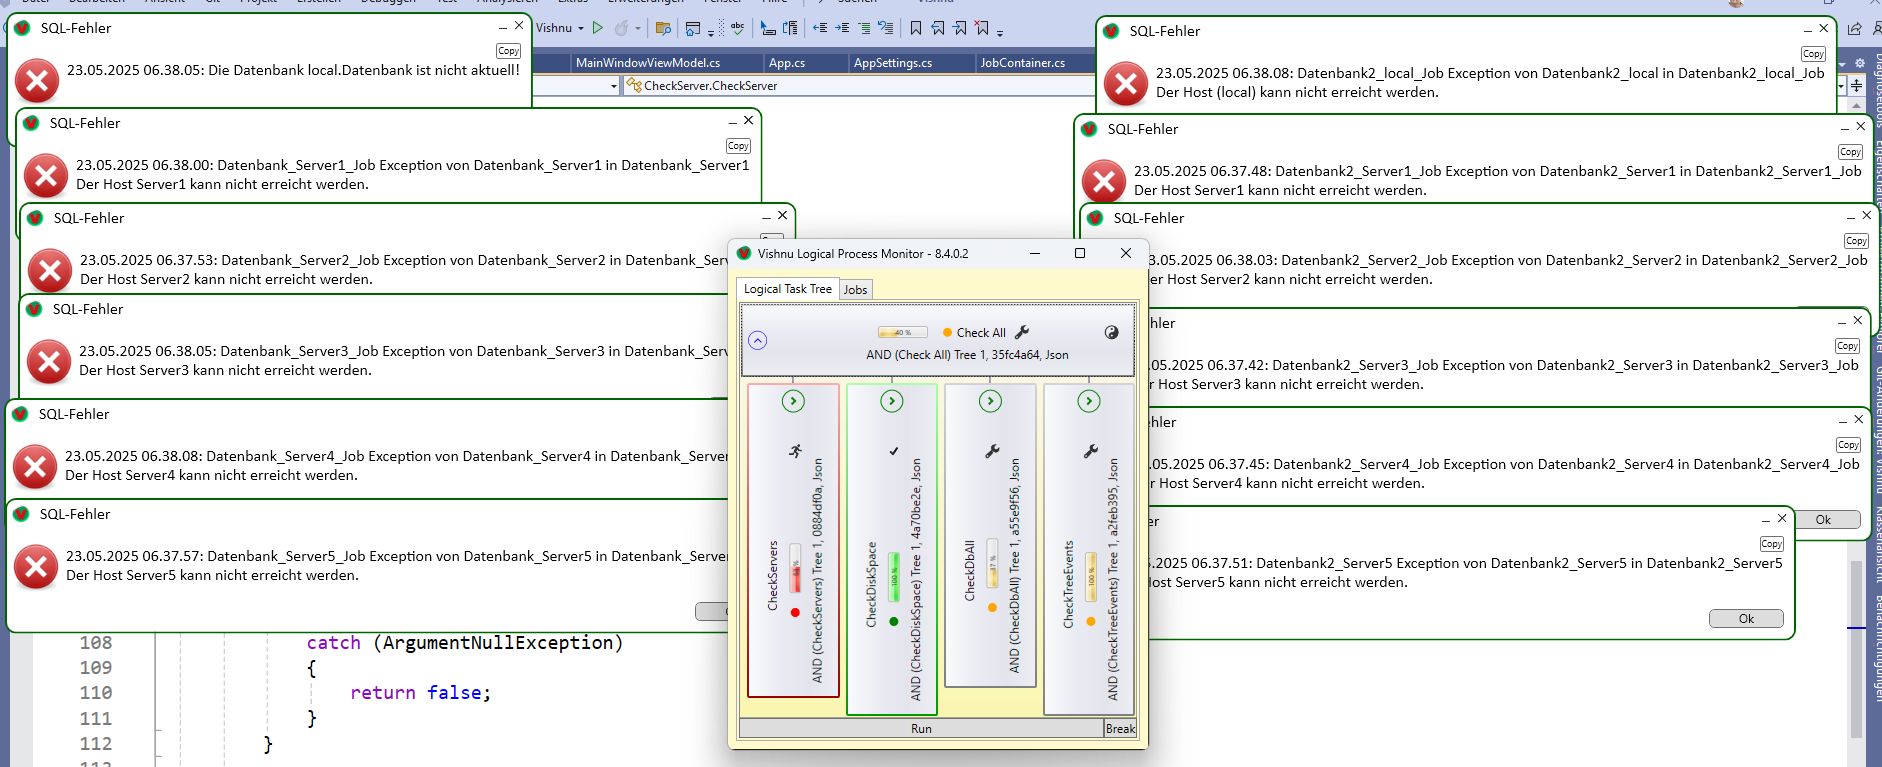 Vishnu
MainWindowViewModel.cs
App.cs
AppSettings.cs
JobContainer.cs
CheckServer.CheckServer
SQL-Fehler
Copy
23.05.2025 06.38.05: Die Datenbank local.Datenbank ist nicht aktuell!
SQL-Fehler
Copy
23.05.2025 06.38.00: Datenbank_Server1_Job Exception von Datenbank_Server1 in Datenbank_Server1
Der Host Server1 kann nicht erreicht werden.
SQL-Fehler
23.05.2025 06.37.53: Datenbank_Server2_Job Exception von Datenbank_Server2 in Datenbank_Serv
Der Host Server2 kann nicht erreicht werden.
SQL-Fehler
23.05.2025 06.38.05: Datenbank_Server3_Job Exception von Datenbank_Server3 in Datenbank_Serv
Der Host Server3 kann nicht erreicht werden.
SQL-Fehler
23.05.2025 06.38.08: Datenbank_Server4_Job Exception von Datenbank_Server4 in Datenbank_Serv
Der Host Server4 kann nicht erreicht werden.
SQL-Fehler
23.05.2025 06.37.57: Datenbank_Server5_Job Exception von Datenbank_Server5 in Datenbank_Serv
Der Host Server5 kann nicht erreicht werden.
Vishnu Logical Process Monitor - 8.4.0.2
Logical Task Tree
Jobs
40 %
Check All
AND (Check All) Tree 1, 35fc4a64, Json
CheckServers
AND (CheckServers) Tree 1, 0884df0a, Json
CheckDiskSpace
100 %
AND (CheckDiskSpace) Tree 1, 4a70be2e, Json
CheckDbAll
AND (CheckDbAll) Tree 1, a55e9f56, Json
CheckTreeEvents
100 %
AND (CheckTreeEvents) Tree 1, a2feb395, Json
Run
Break
SQL-Fehler
Copy
23.05.2025 06.38.08: Datenbank2_local_Job Exception von Datenbank2_local in Datenbank2_local_Job
Der Host (local) kann nicht erreicht werden.
SQL-Fehler
Copy
23.05.2025 06.37.48: Datenbank2_Server1_Job Exception von Datenbank2_Server1 in Datenbank2_Server1_Job
Der Host Server1 kann nicht erreicht werden.
SQL-Fehler
Copy
.05.2025 06.38.03: Datenbank2_Server2_Job Exception von Datenbank2_Server2 in Datenbank2_Server2_Job
Host Server2 kann nicht erreicht werden.
hler
Copy
.05.2025 06.37.42: Datenbank2_Server3_Job Exception von Datenbank2_Server3 in Datenbank2_Server3_Job
r Host Server3 kann nicht erreicht werden.
hler
Copy
.05.2025 06.37.45: Datenbank2_Server4_Job Exception von Datenbank2_Server4 in Datenbank2_Server4_Job
r Host Server4 kann nicht erreicht werden.
Ok
er
Copy
.2025 06.37.51: Datenbank2_Server5 Exception von Datenbank2_Server5 in Datenbank2_Server5
Host Server5 kann nicht erreicht werden.
Ok
108 catch (ArgumentNullException)
109 {
110 return false;
111 }
112 }